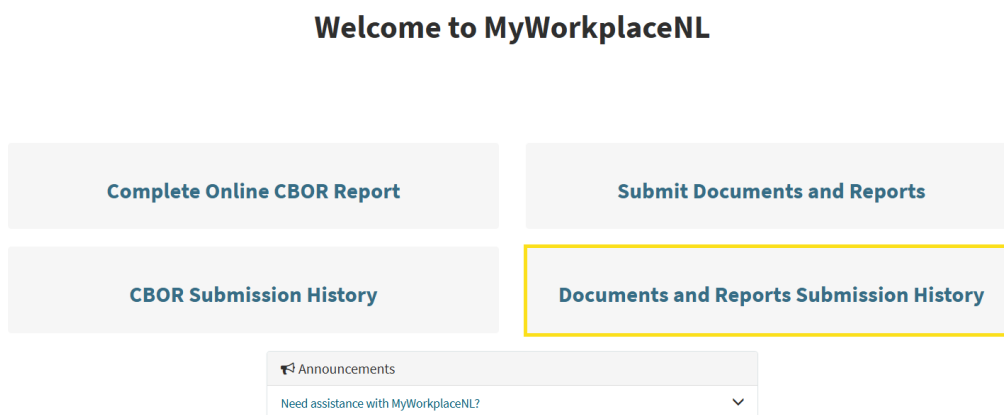 Welcome to MyWorkplaceNL
Complete Online CBOR Report
Submit Documents and Reports
CBOR Submission History
Documents and Reports Submission History
Announcements
Need assistance with MyWorkplaceNL?